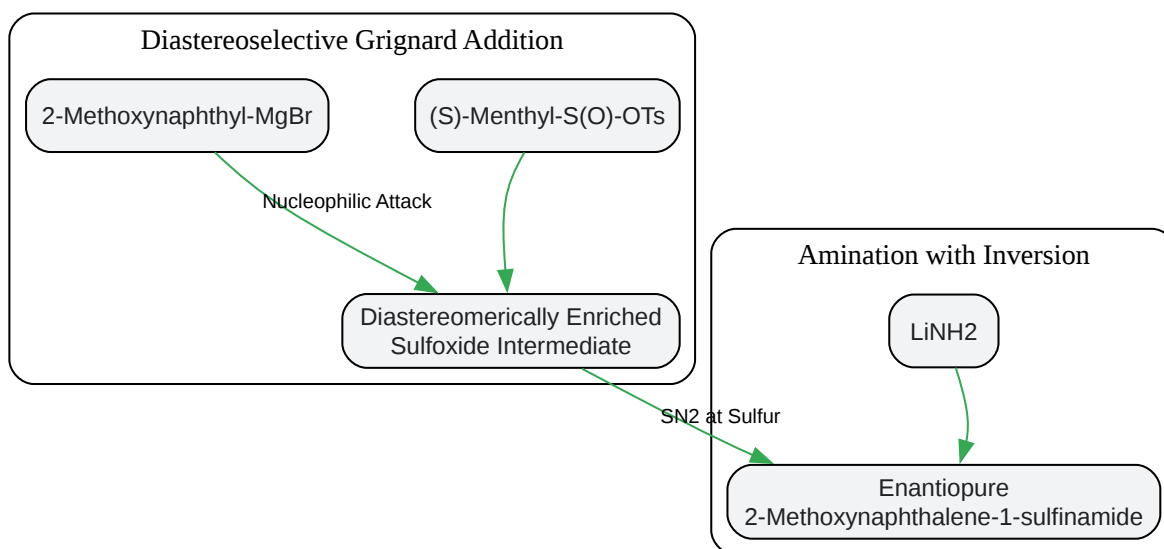 Diastereoselective Grignard Addition
2-Methoxynaphthyl-MgBr
(S)-Menthyl-S(O)-OTs
Nucleophilic Attack
Diastereomerically Enriched
Sulfoxide Intermediate
Amination with Inversion
LiNH2
SN2 at Sulfur
Enantiopure
2-Methoxynaphthalene-1-sulfinamide